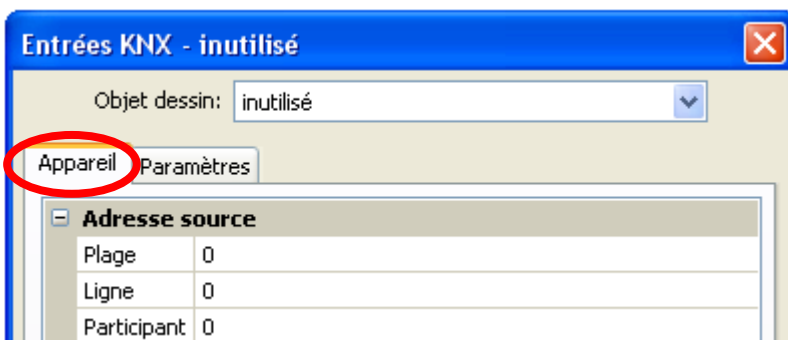 Entrées KNX - inutilisé
Objet dessin: inutilisé
Appareil Paramètres
Adresse source
Plage 0
Ligne 0
Participant 0